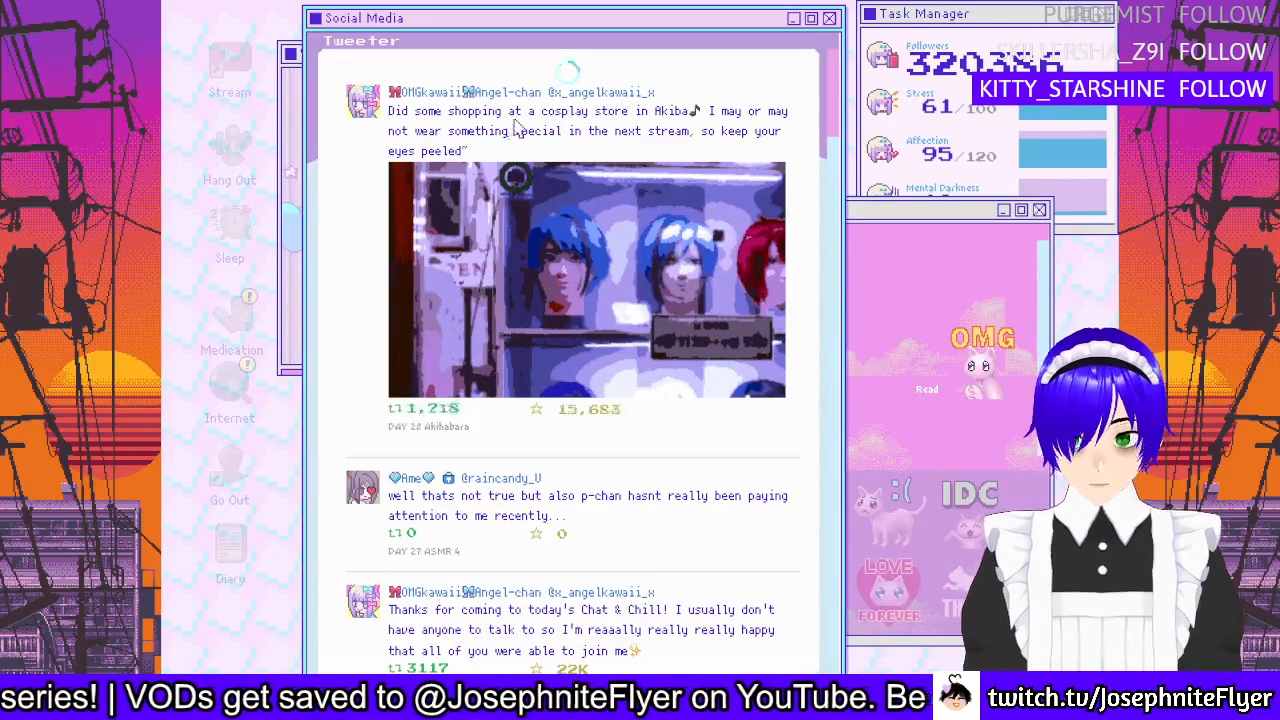 Social Media
Tweeter
OMGkawaiiAngel-chan @x_angelkawaii_x
Did some shopping at a cosplay store in Akiba♪ I may or may
not wear something special in the next stream, so keep your
eyes peeled~
1,718
15,683
DAY 28 Akihabara
Ame @raincandy_U
well thats not true but also p-chan hasnt really been paying
attention to me recently...
0
0
DAY 27 ASMR 4
OMGkawaiiAngel-chan @x_angelkawaii_x
Thanks for coming to today's Chat & Chill! I usually don't
have anyone to talk to so I'm reaaally really really happy
that all of you were able to join me✨
3117
22K
Stream
Hang Out
Sleep
Medication
Internet
Go Out
Diary
Task Manager
Followers
320386
Stress
61/100
Affection
95/120
Mental Darkness
FOLLOW
FOLLOW
KITTY_STARSHINE FOLLOW
OMG
Read
:(
IDC
LOVE
FOREVER
series! | VODs get saved to @JosephniteFlyer on YouTube. Be
twitch.tv/JosephniteFlyer